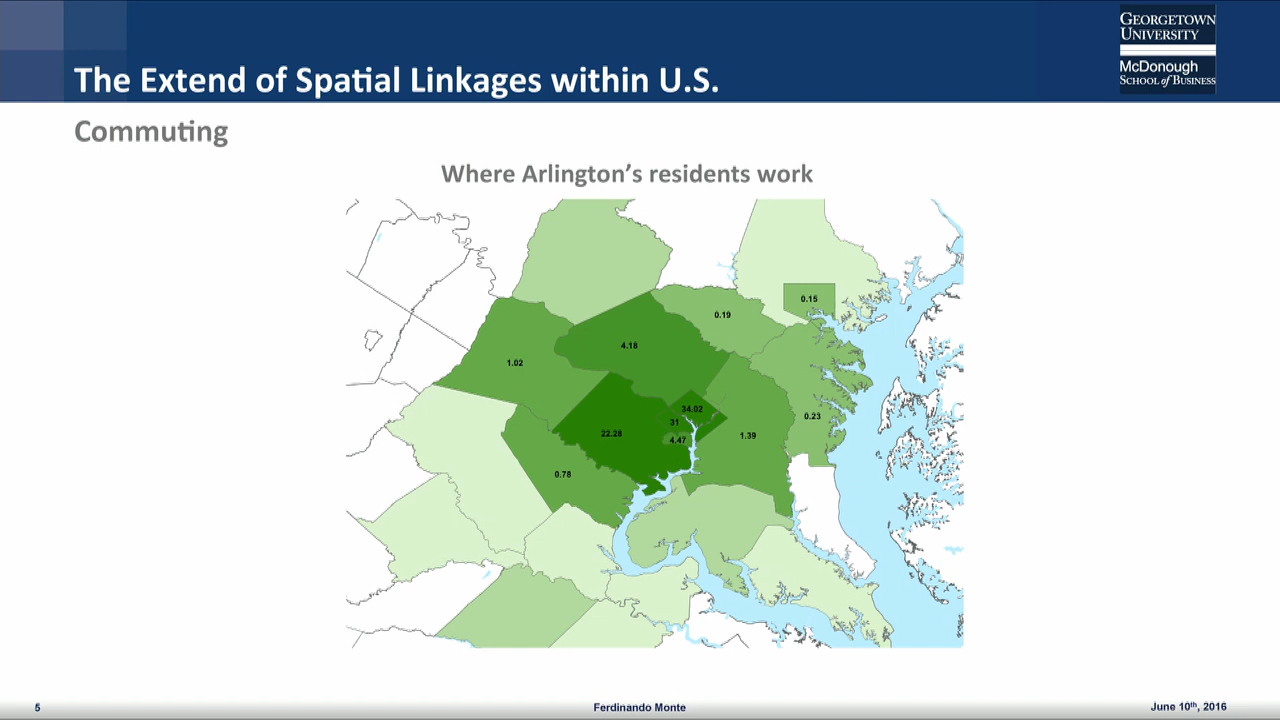 GEORGETOWN
UNIVERSITY
McDonough
SCHOOL of BUSINESS
The Extend of Spatial Linkages within U.S.
Commuting
Where Arlington's residents work
0.15
0.19
4.18
1.02
34.02
0.23
31
22.28
4.47
1.39
0.78
5
Ferdinando Monte
June 10th, 2016